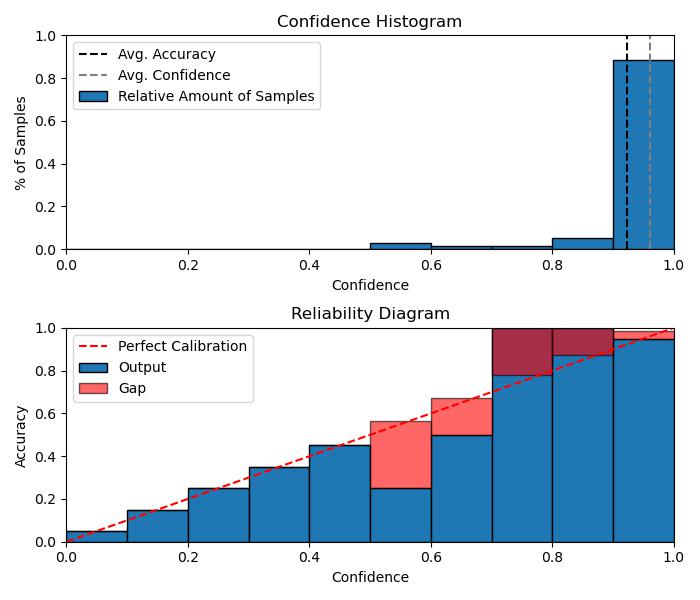 Confidence Histogram
1.0
0.8
0.6
0.4
0.2
0.0
% of Samples
Avg. Accuracy
Avg. Confidence
Relative Amount of Samples
0.0 0.2 0.4 0.6 0.8 1.0
Confidence
Reliability Diagram
1.0
0.8
0.6
0.4
0.2
0.0
Accuracy
Perfect Calibration
Output
Gap
0.0 0.2 0.4 0.6 0.8 1.0
Confidence